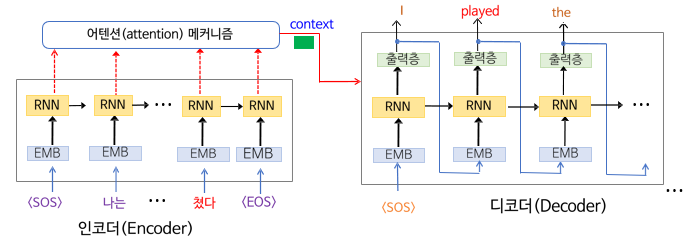 I played the
어텐션(attention) 메커니즘 context
출력층 출력층 출력층
RNN RNN ··· RNN RNN
RNN RNN RNN ···
EMB EMB EMB EMB
EMB EMB EMB
〈SOS〉 나는 ··· 쳤다 〈EOS〉
〈SOS〉 ···
인코더(Encoder)
디코더(Decoder)